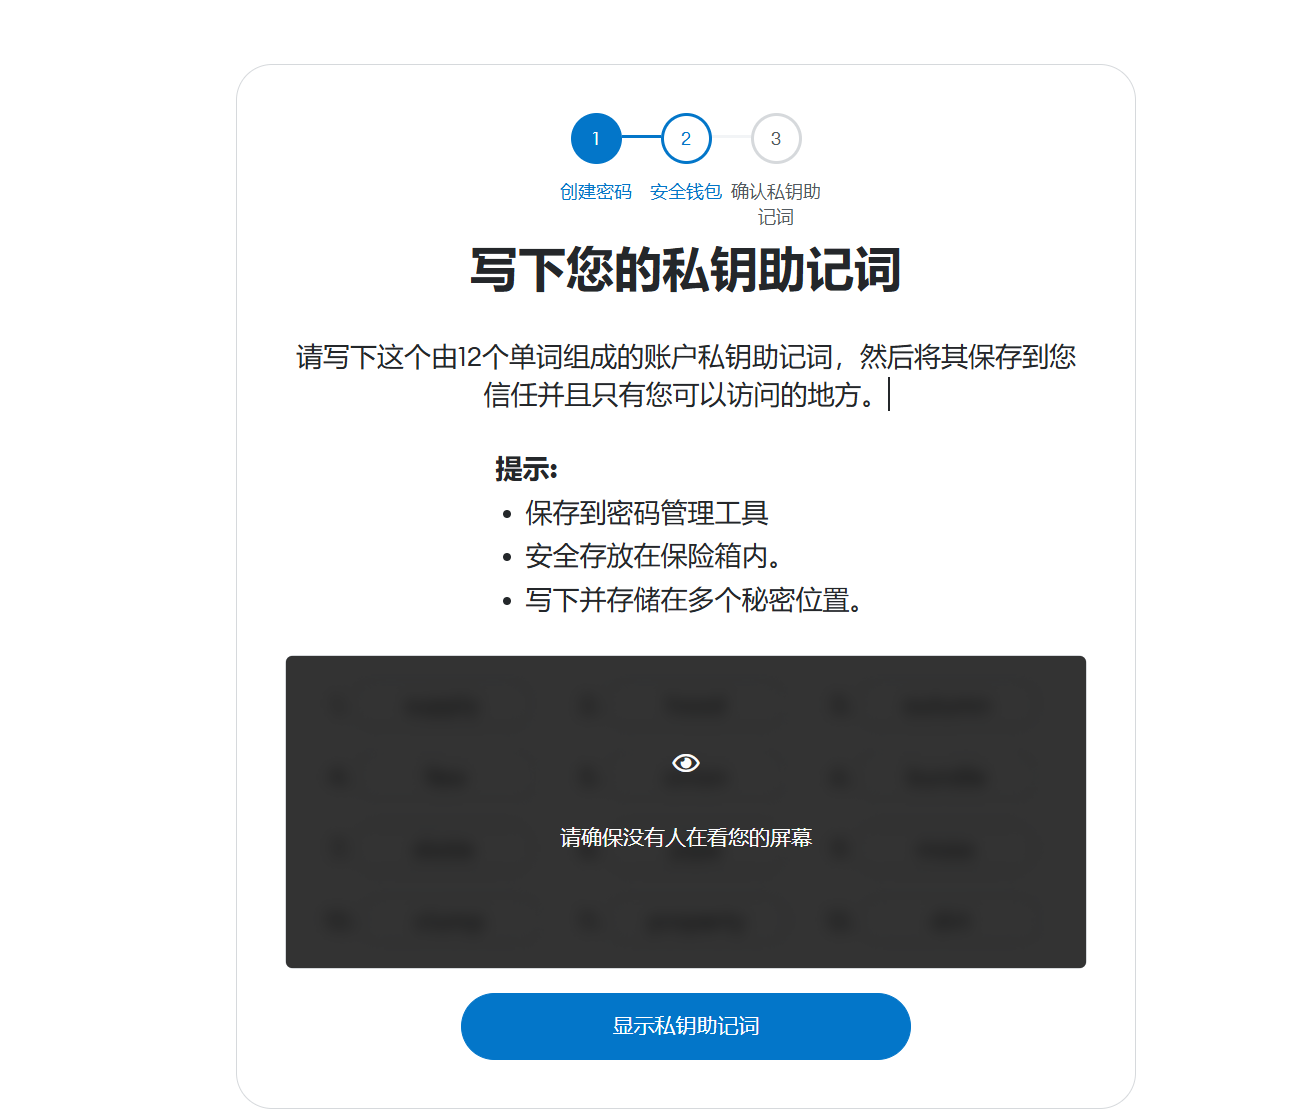 1 2 3
创建密码 安全钱包 确认私钥助
记词
写下您的私钥助记词
请写下这个由12个单词组成的账户私钥助记词，然后将其保存到您
信任并且只有您可以访问的地方。
提示:
• 保存到密码管理工具
• 安全存放在保险箱内。
• 写下并存储在多个秘密位置。
请确保没有人在看您的屏幕
显示私钥助记词